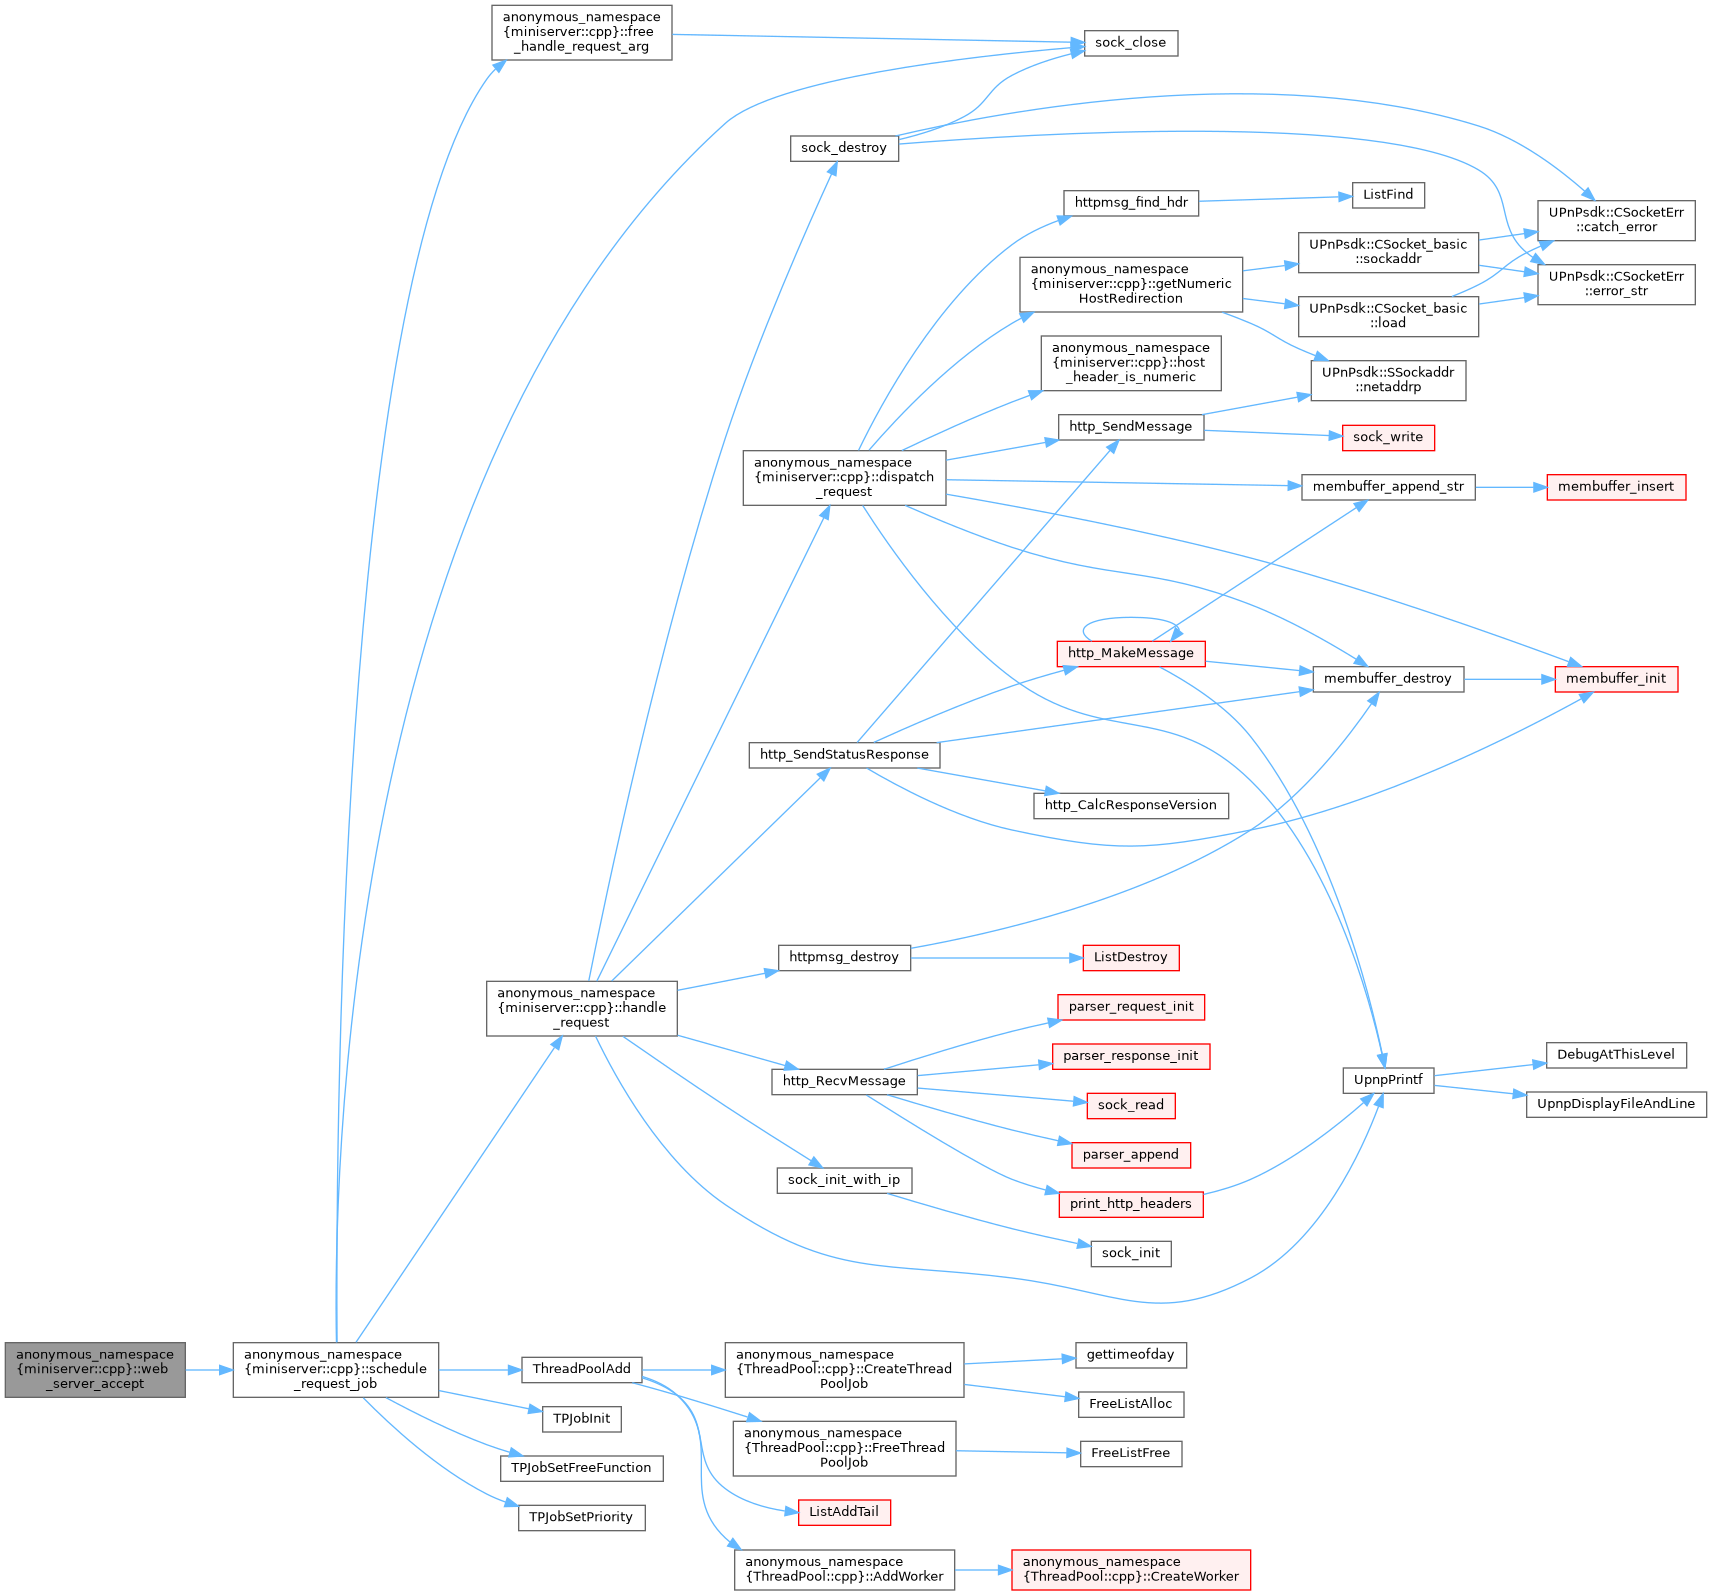 anonymous_namespace
{miniserver::cpp}::free
_handle_request_arg
sock_close
sock_destroy
httpmsg_find_hdr
ListFind
UPnPsdk::CSocketErr
::catch_error
anonymous_namespace
{miniserver::cpp}::getNumeric
HostRedirection
UPnPsdk::CSocket_basic
::sockaddr
UPnPsdk::CSocketErr
::error_str
UPnPsdk::CSocket_basic
::load
anonymous_namespace
{miniserver::cpp}::host
_header_is_numeric
UPnPsdk::SSockaddr
::netaddrp
http_SendMessage
sock_write
anonymous_namespace
{miniserver::cpp}::dispatch
_request
membuffer_append_str
membuffer_insert
http_MakeMessage
membuffer_destroy
membuffer_init
http_SendStatusResponse
http_CalcResponseVersion
httpmsg_destroy
ListDestroy
anonymous_namespace
{miniserver::cpp}::handle
_request
parser_request_init
parser_response_init
http_RecvMessage
sock_read
parser_append
UpnpPrintf
DebugAtThisLevel
UpnpDisplayFileAndLine
sock_init_with_ip
print_http_headers
sock_init
anonymous_namespace
{miniserver::cpp}::web
_server_accept
anonymous_namespace
{miniserver::cpp}::schedule
_request_job
ThreadPoolAdd
anonymous_namespace
{ThreadPool::cpp}::CreateThread
PoolJob
gettimeofday
FreeListAlloc
TPJobInit
anonymous_namespace
{ThreadPool::cpp}::FreeThread
PoolJob
FreeListFree
TPJobSetFreeFunction
TPJobSetPriority
ListAddTail
anonymous_namespace
{ThreadPool::cpp}::AddWorker
anonymous_namespace
{ThreadPool::cpp}::CreateWorker